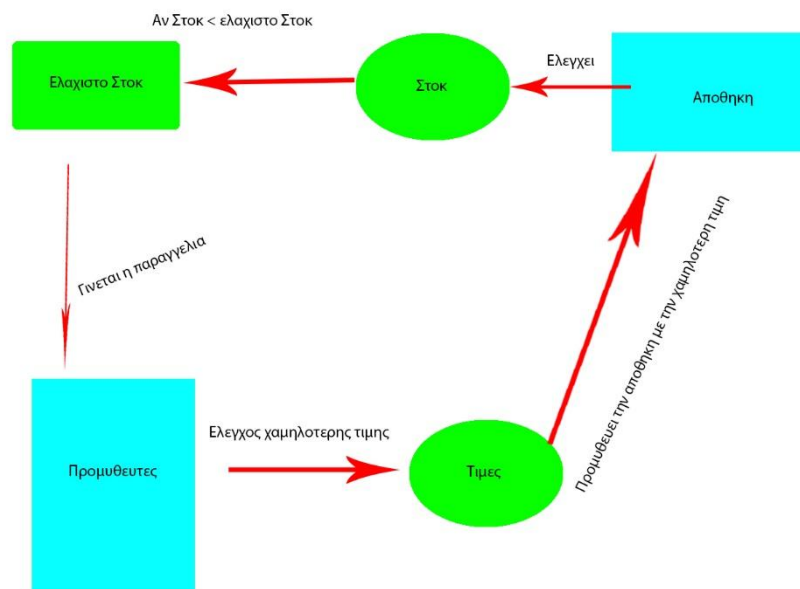 Αν Στοκ < ελαχιστο Στοκ
Ελαχιστο Στοκ
Στοκ
Ελεγχει
Αποθηκη
Γινεται η παραγγελια
Προμυθευει την αποθηκη με την χαμηλοτερη τιμη
Προμυθευτες
Ελεγχος χαμηλοτερης τιμης
Τιμες